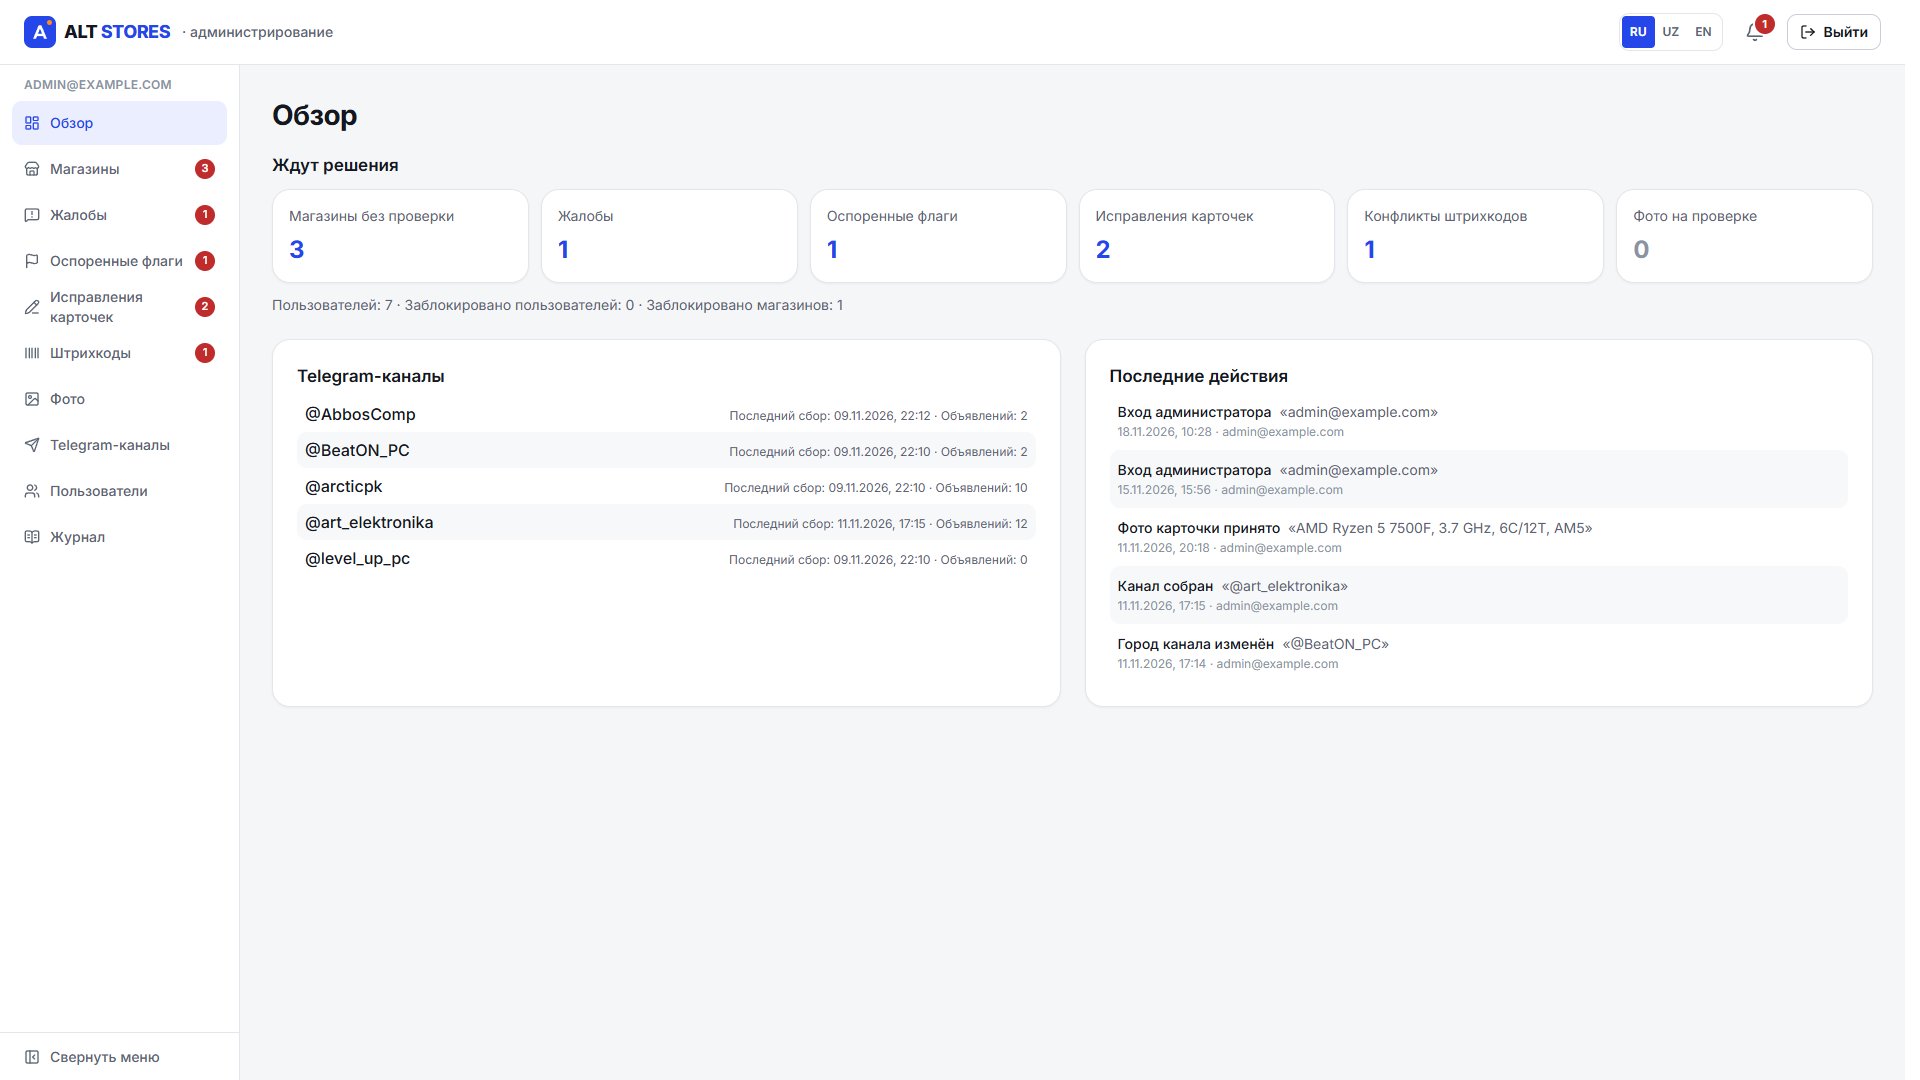 A ALT STORES · администрирование
RU UZ EN
1
Выйти
ADMIN@EXAMPLE.COM
Обзор
Магазины 3
Жалобы 1
Оспоренные флаги 1
Исправления
карточек 2
Штрихкоды 1
Фото
Telegram-каналы
Пользователи
Журнал
Свернуть меню
Обзор
Ждут решения
Магазины без проверки
3
Жалобы
1
Оспоренные флаги
1
Исправления карточек
2
Конфликты штрихкодов
1
Фото на проверке
0
Пользователей: 7 · Заблокировано пользователей: 0 · Заблокировано магазинов: 1
Telegram-каналы
@AbbosComp Последний сбор: 09.11.2026, 22:12 · Объявлений: 2
@BeatON_PC Последний сбор: 09.11.2026, 22:10 · Объявлений: 2
@arcticpk Последний сбор: 09.11.2026, 22:10 · Объявлений: 10
@art_elektronika Последний сбор: 11.11.2026, 17:15 · Объявлений: 12
@level_up_pc Последний сбор: 09.11.2026, 22:10 · Объявлений: 0
Последние действия
Вход администратора «admin@example.com»
18.11.2026, 10:28 · admin@example.com
Вход администратора «admin@example.com»
15.11.2026, 15:56 · admin@example.com
Фото карточки принято «AMD Ryzen 5 7500F, 3.7 GHz, 6C/12T, AM5»
11.11.2026, 20:18 · admin@example.com
Канал собран «@art_elektronika»
11.11.2026, 17:15 · admin@example.com
Город канала изменён «@BeatON_PC»
11.11.2026, 17:14 · admin@example.com